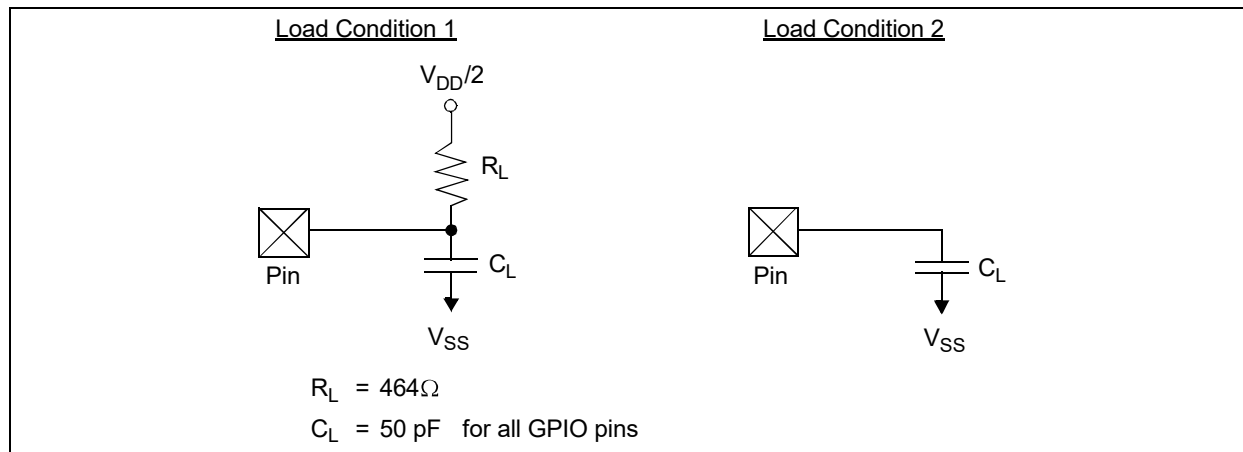 Load Condition 1
Load Condition 2
VDD/2
RL
Pin
CL
VSS
Pin
CL
VSS
RL = 464Ω
CL = 50 pF for all GPIO pins